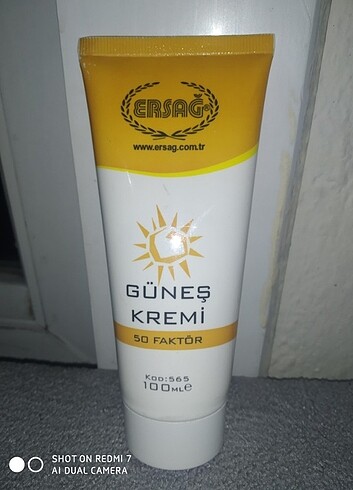 ERSAĞ®
www.ersag.com.tr
GÜNEŞ
KREMİ
50 FAKTÖR
KOD:565
100ML℮
SHOT ON REDMI 7
AI DUAL CAMERA